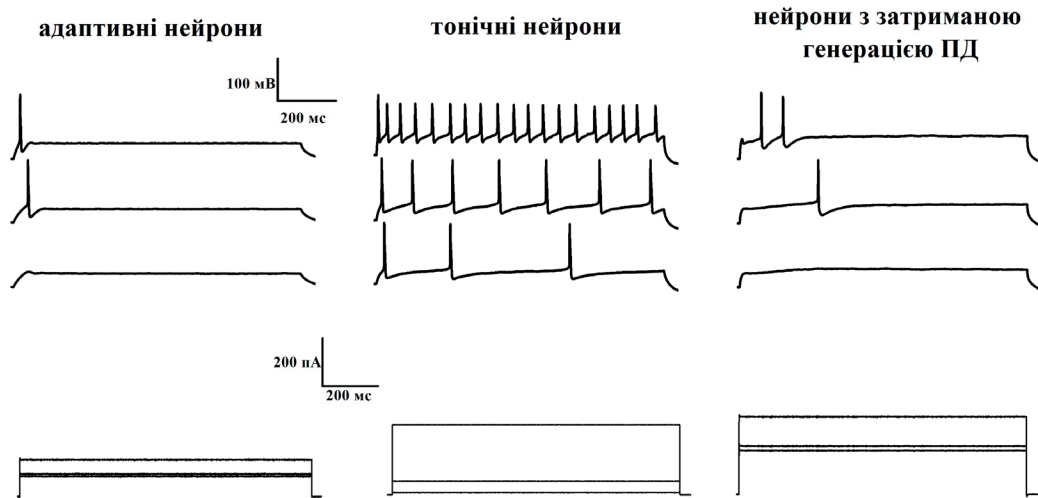 адаптивні нейрони
тонічні нейрони
нейрони з затриманою
генерацією ПД
100 мВ
200 мс
200 пА
200 мс